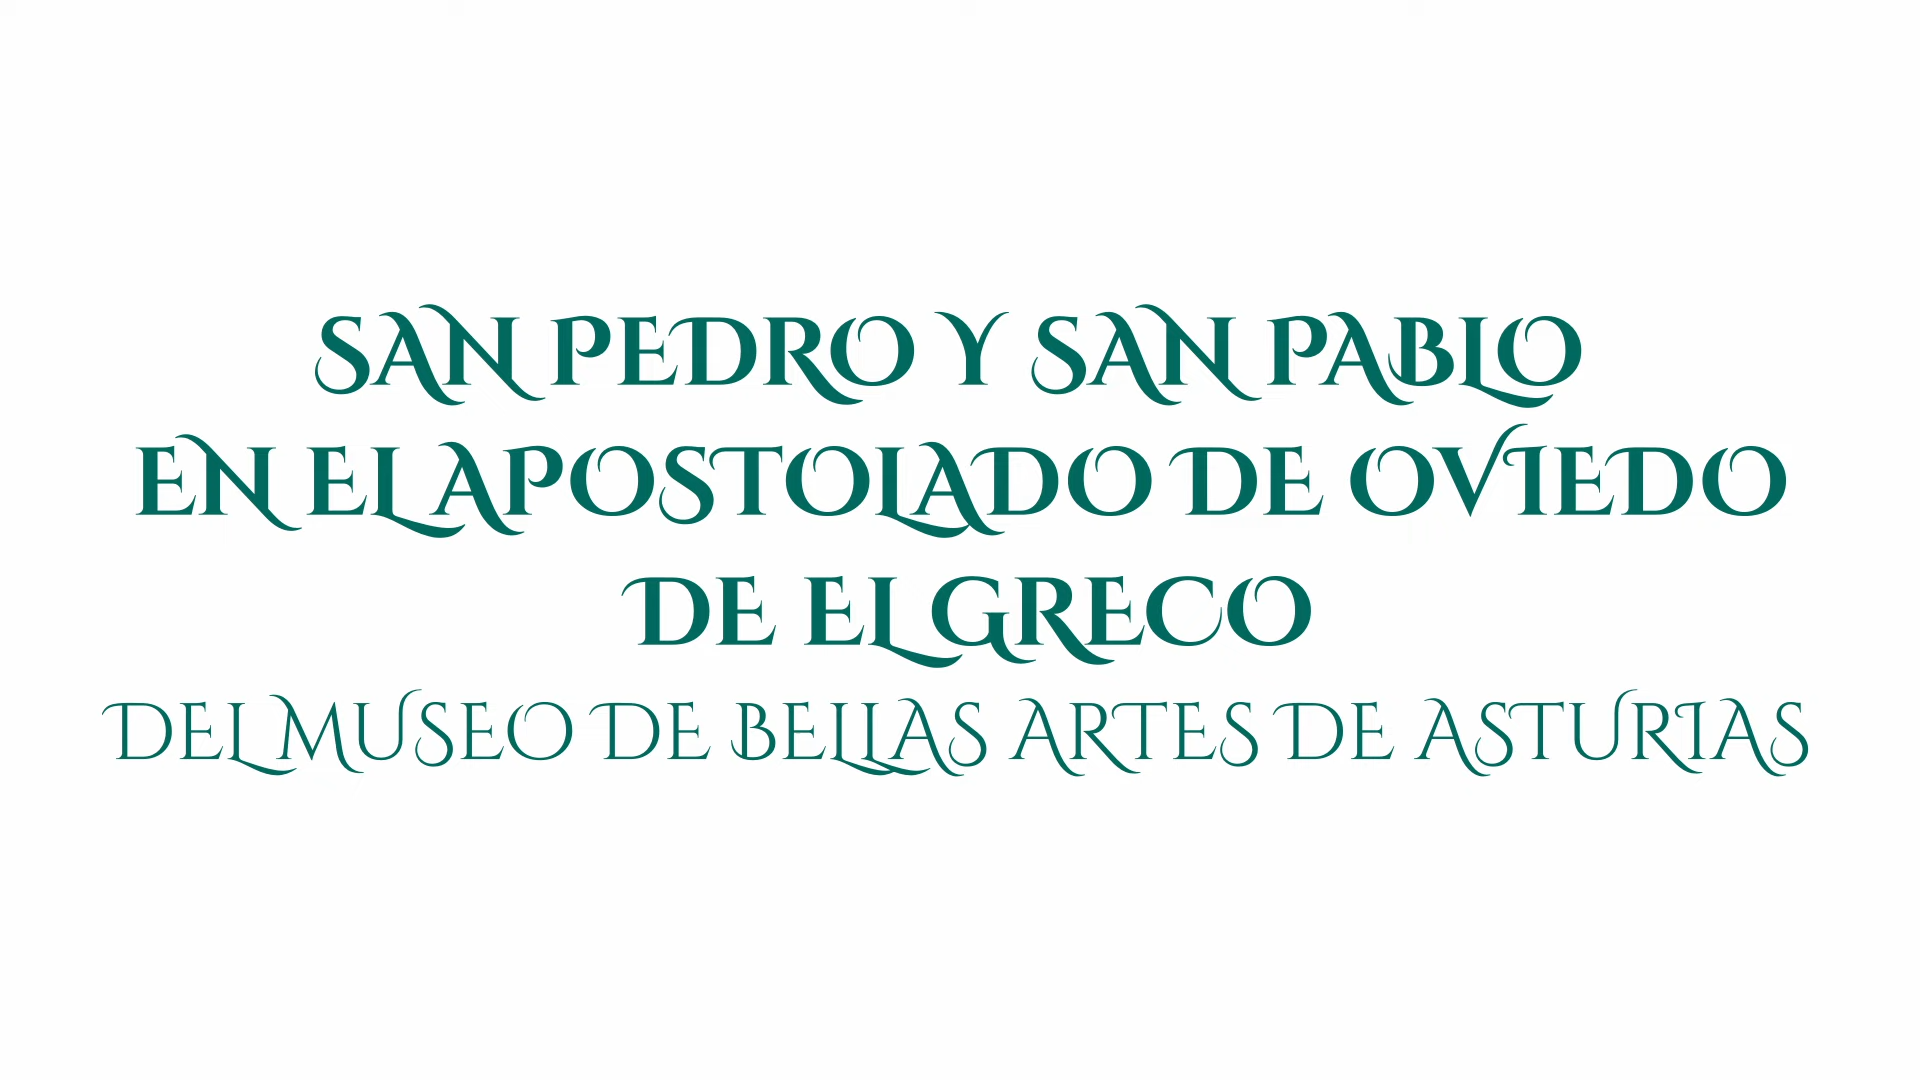 SAN PEDRO Y SAN PABLO
EN EL APOSTOLADO DE OVIEDO
DE EL GRECO
DEL MUSEO DE BELLAS ARTES DE ASTURIAS